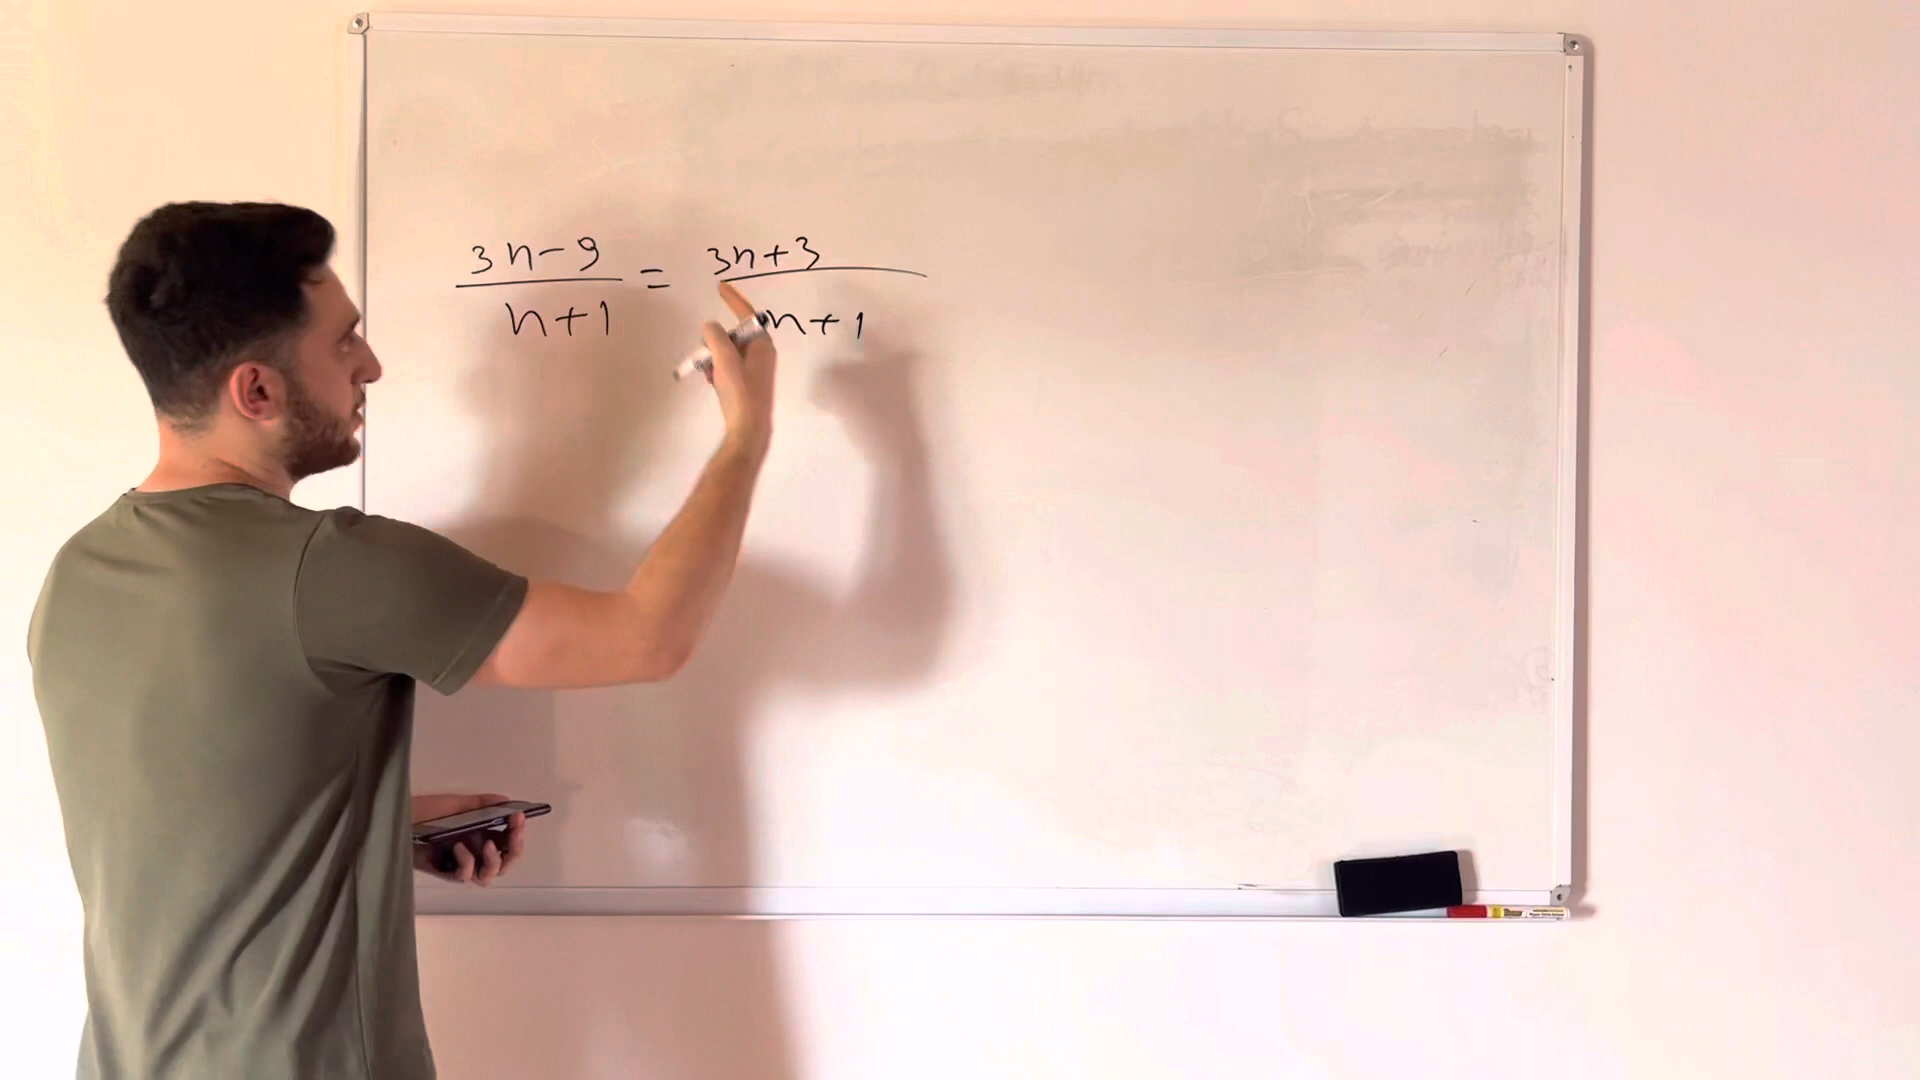 3n-9 = 3n+3
n+1 n+1